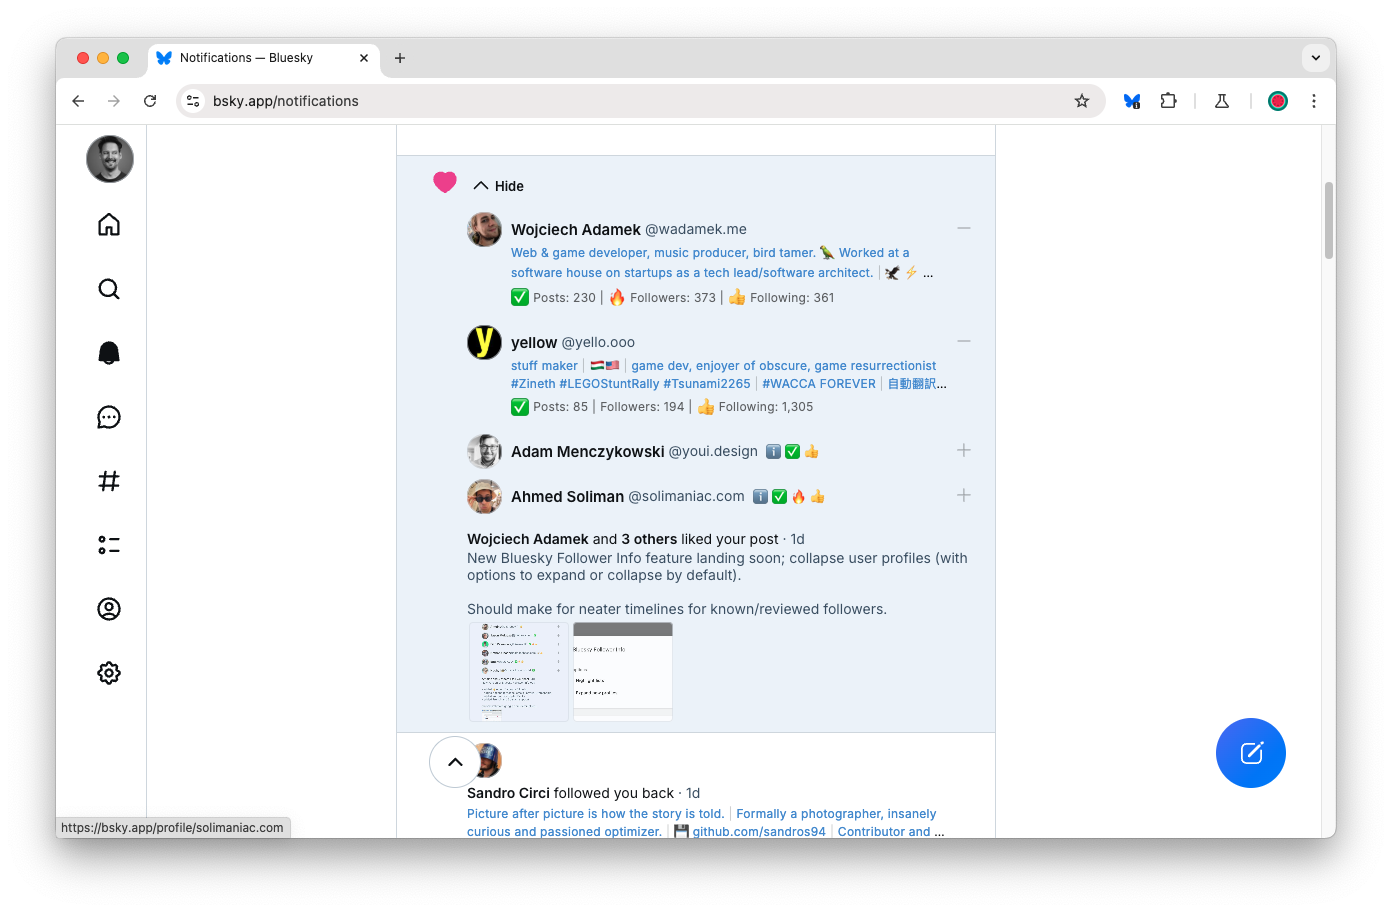 Notifications — Bluesky
bsky.app/notifications
Hide
Wojciech Adamek @wadamek.me
Web & game developer, music producer, bird tamer. 🦜 Worked at a
software house on startups as a tech lead/software architect. | 🐦‍⬛ ⚡ ...
✅ Posts: 230 | 🔥 Followers: 373 | 👍 Following: 361
yellow @yello.ooo
stuff maker | 🇭🇺🇺🇸 | game dev, enjoyer of obscure, game resurrectionist
#Zineth #LEGOStuntRally #Tsunami2265 | #WACCA FOREVER | 自動翻訳...
✅ Posts: 85 | Followers: 194 | 👍 Following: 1,305
Adam Menczykowski @youi.design ℹ️ ✅ 👍
Ahmed Soliman @solimaniac.com ℹ️ ✅ 🔥 👍
Wojciech Adamek and 3 others liked your post · 1d
New Bluesky Follower Info feature landing soon; collapse user profiles (with
options to expand or collapse by default).
Should make for neater timelines for known/reviewed followers.
Bluesky Follower Info
Expand new profiles
Sandro Circi followed you back · 1d
Picture after picture is how the story is told. | Formally a photographer, insanely
curious and passioned optimizer. | 💾 github.com/sandros94 | Contributor and ...
https://bsky.app/profile/solimaniac.com